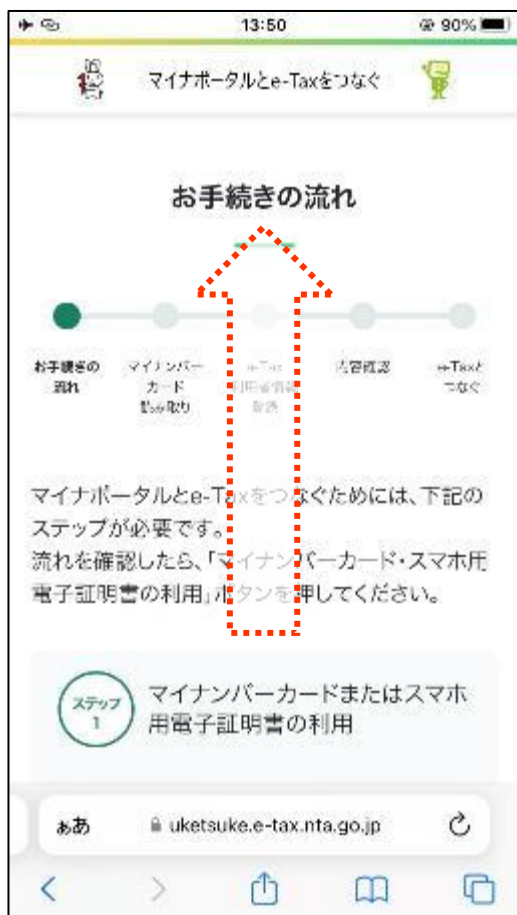 13:50
90%
マイナポータルとe-Taxをつなぐ
お手続きの流れ
お手続きの
流れ
マイナンバー
カード
読み取り
e-Tax
利用者情報
登録
内容確認
e-Taxと
つなぐ
マイナポータルとe-Taxをつなぐためには、下記の
ステップが必要です。
流れを確認したら、「マイナンバーカード・スマホ用
電子証明書の利用」ボタンを押してください。
ステップ
1
マイナンバーカードまたはスマホ
用電子証明書の利用
ぁあ
uketsuke.e-tax.nta.go.jp